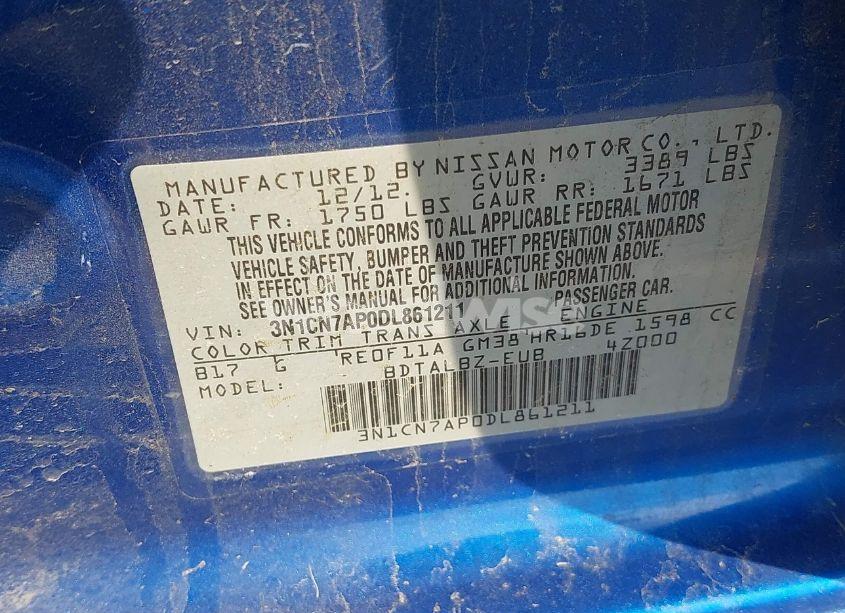 MANUFACTURED BY NISSAN MOTOR CO., LTD.
DATE: 12/12. GVWR: 3389 LBS
GAWR FR: 1750 LBS GAWR RR: 1671 LBS
THIS VEHICLE CONFORMS TO ALL APPLICABLE FEDERAL MOTOR
VEHICLE SAFETY, BUMPER AND THEFT PREVENTION STANDARDS
IN EFFECT ON THE DATE OF MANUFACTURE SHOWN ABOVE.
SEE OWNER'S MANUAL FOR ADDITIONAL INFORMATION.
VIN: 3N1CN7AP0DL861211 PASSENGER CAR.
COLOR TRIM TRANS AXLE ENGINE
B17 G RE0F11A GM38 HR16DE 1598 CC
MODEL: BDTALBZ-EUB 4Z000
3N1CN7AP0DL861211